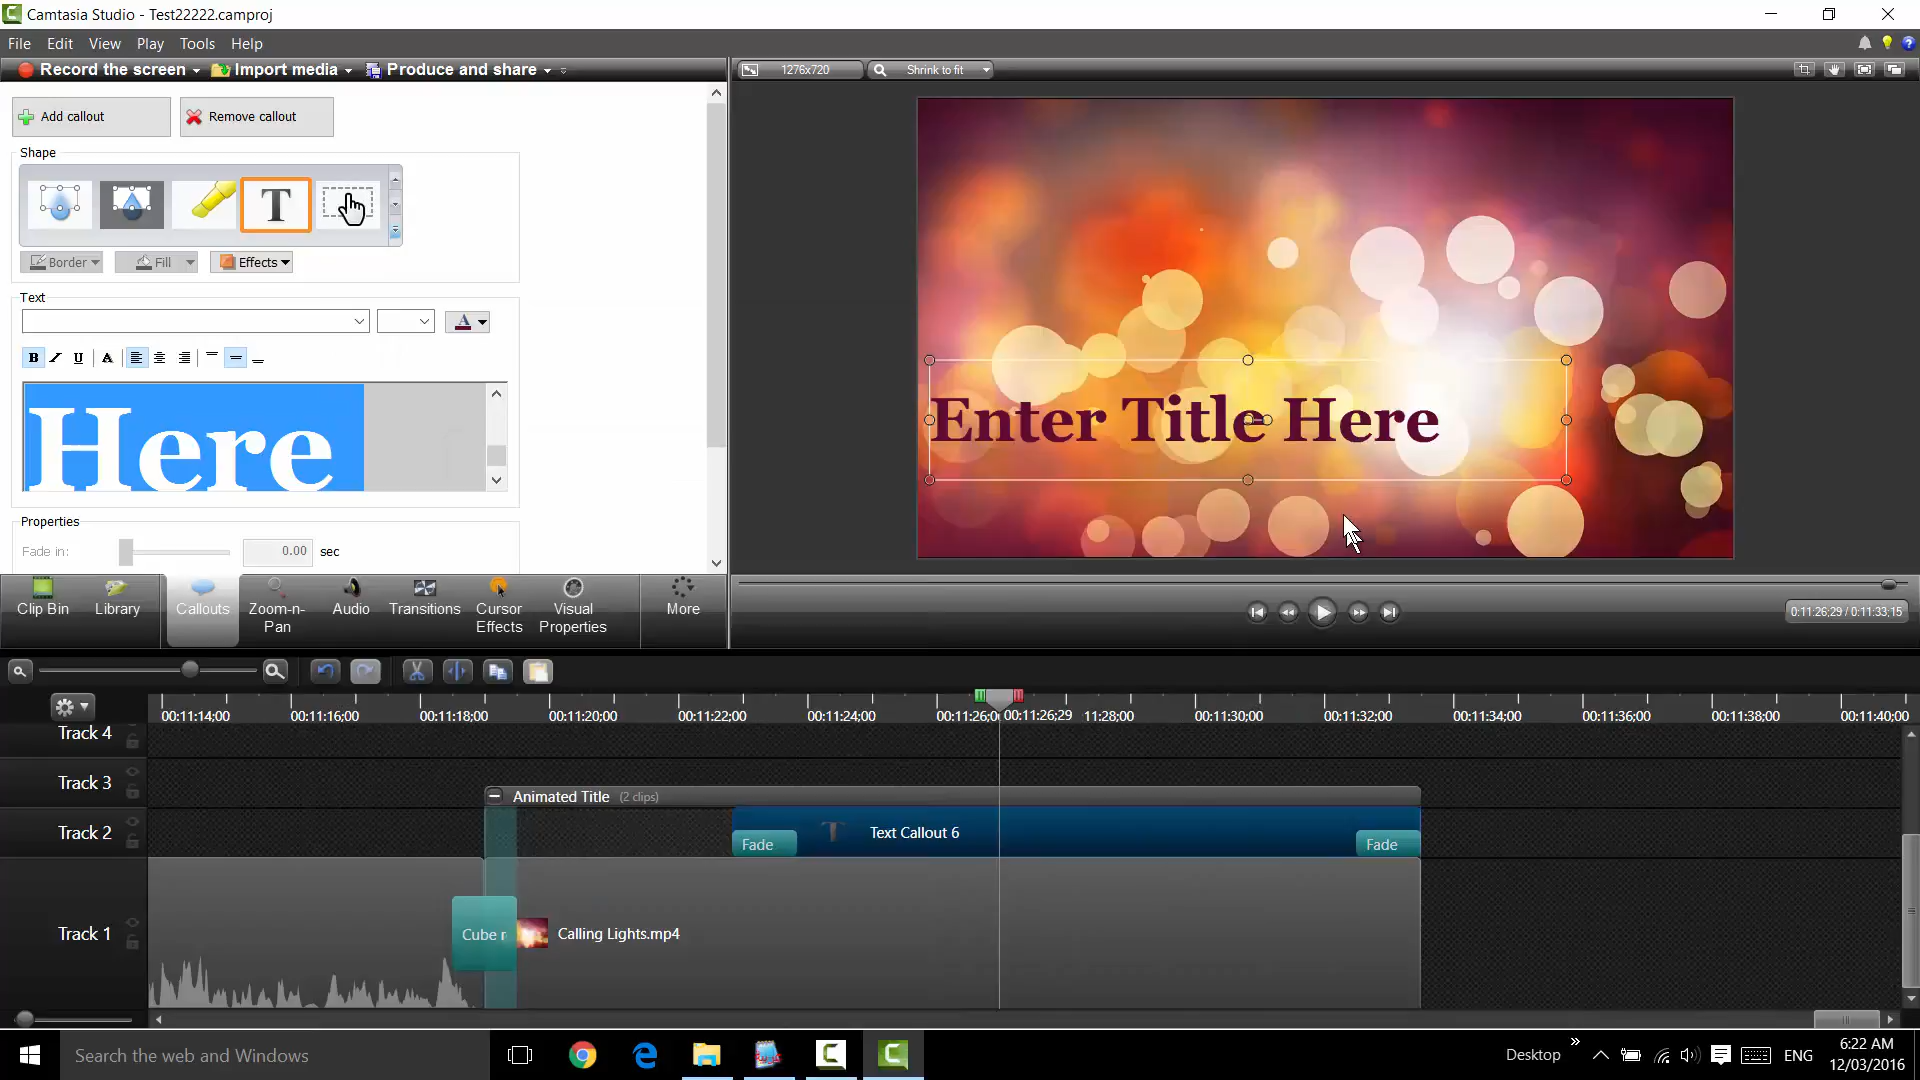 Camtasia Studio - Test22222.camproj
File Edit View Play Tools Help
Record the screen Import media Produce and share
1276x720 Shrink to fit
Add callout Remove callout
Shape
T
Border Fill Effects
Text
A
B I U A
Here
Properties
Fade in: 0.00 sec
Enter Title Here
Clip Bin Library Callouts Zoom-n-Pan Audio Transitions Cursor Effects Visual Properties More
0:11:26;29 / 0:11:33;15
00:11:14;00 00:11:16;00 00:11:18;00 00:11:20;00 00:11:22;00 00:11:24;00 00:11:26;0 00:11:26;29 11:28;00 00:11:30;00 00:11:32;00 00:11:34;00 00:11:36;00 00:11:38;00 00:11:40;00
Track 4
Track 3
Animated Title (2 clips)
Track 2
Fade T Text Callout 6 Fade
Track 1
Cube r Calling Lights.mp4
Search the web and Windows
Desktop » ENG
6:22 AM
12/03/2016